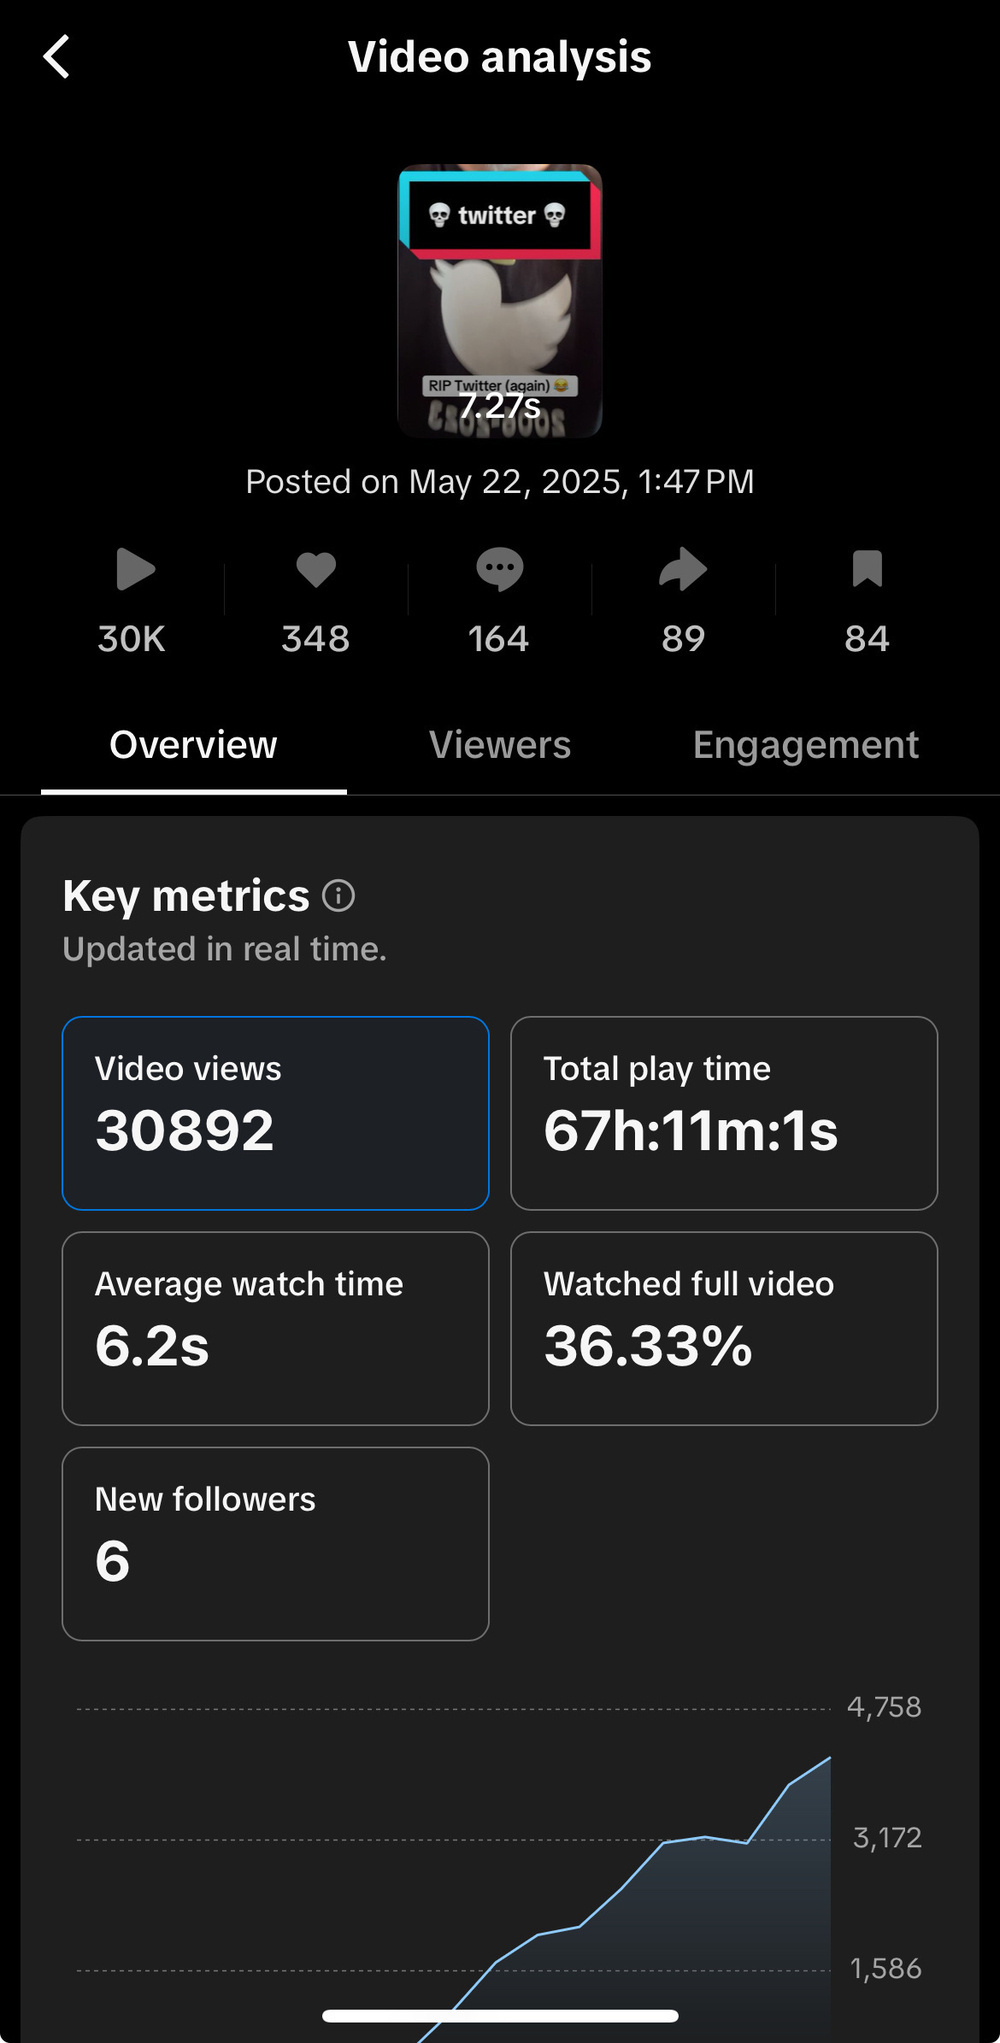 Video analysis
💀 twitter 💀
RIP Twitter (again) 😂
7.27s
Posted on May 22, 2025, 1:47 PM
30K 348 164 89 84
Overview Viewers Engagement
Key metrics
Updated in real time.
Video views Total play time
30892 67h:11m:1s
Average watch time Watched full video
6.2s 36.33%
New followers
6
4,758
3,172
1,586